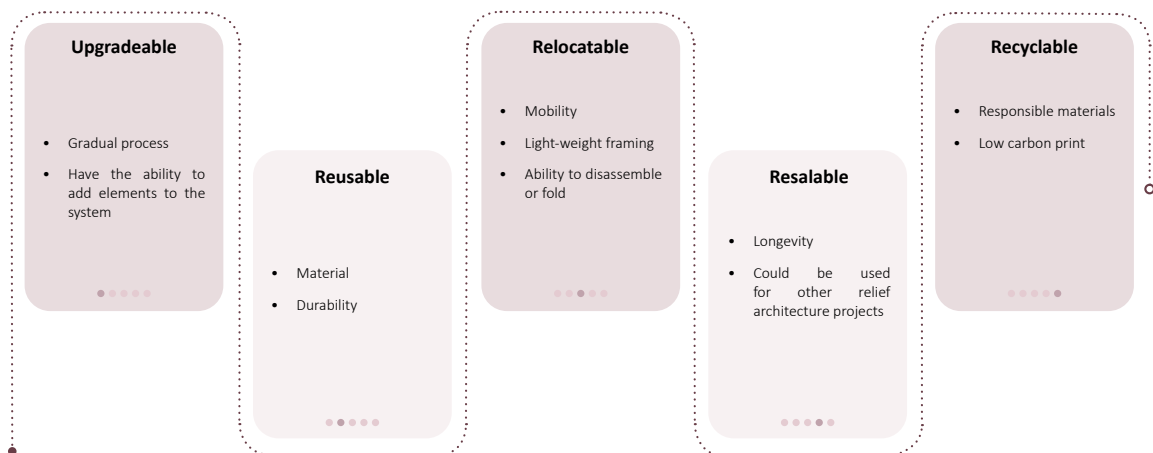 Upgradeable
• Gradual process
• Have the ability to
add elements to the
system
Reusable
• Material
• Durability
Relocatable
• Mobility
• Light-weight framing
• Ability to disassemble
or fold
Resalable
• Longevity
• Could be used
for other relief
architecture projects
Recyclable
• Responsible materials
• Low carbon print